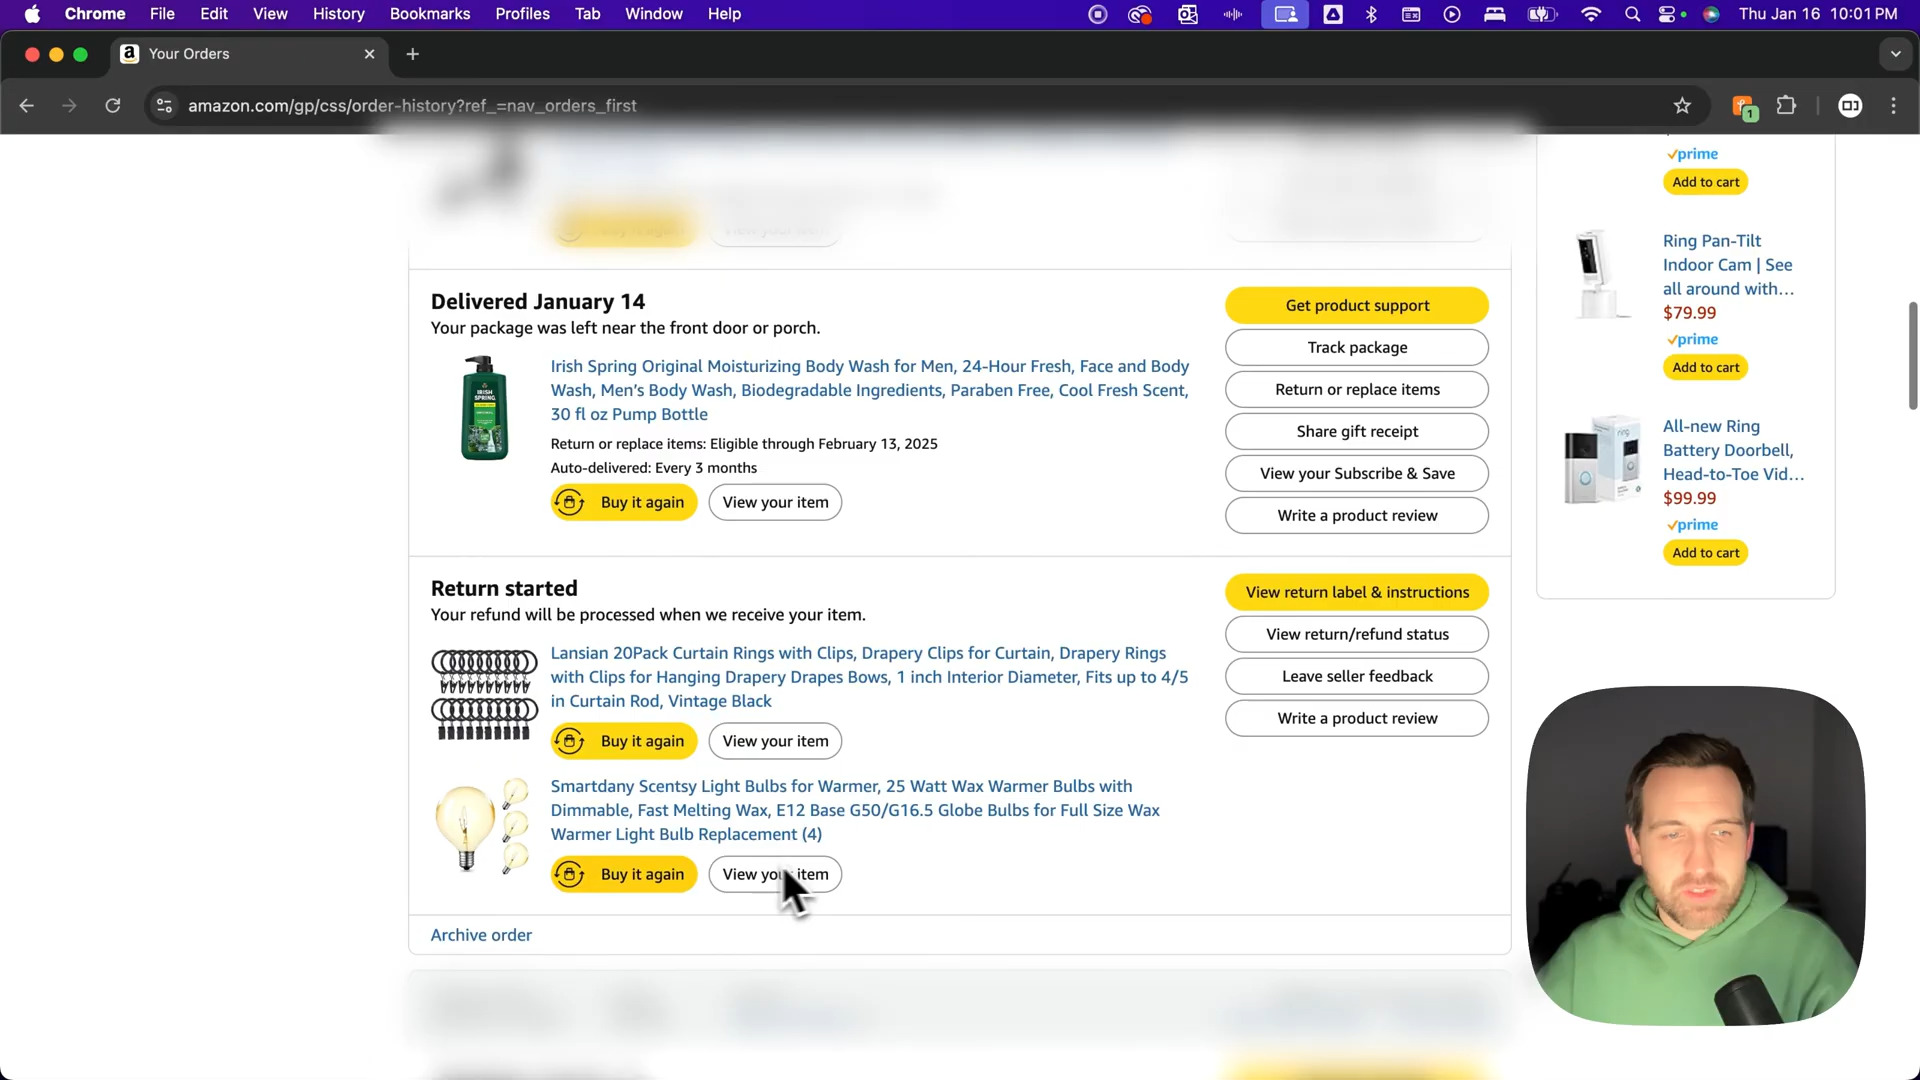 Chrome File Edit View History Bookmarks Profiles Tab Window Help
Thu Jan 16 10:01 PM
Your Orders
amazon.com/gp/css/order-history?ref_=nav_orders_first
1
Buy it again View your item
Delivered January 14
Your package was left near the front door or porch.
IRISH
SPRING
Irish Spring Original Moisturizing Body Wash for Men, 24-Hour Fresh, Face and Body
Wash, Men's Body Wash, Biodegradable Ingredients, Paraben Free, Cool Fresh Scent,
30 fl oz Pump Bottle
Return or replace items: Eligible through February 13, 2025
Auto-delivered: Every 3 months
Buy it again View your item
Get product support
Track package
Return or replace items
Share gift receipt
View your Subscribe & Save
Write a product review
Return started
Your refund will be processed when we receive your item.
Lansian 20Pack Curtain Rings with Clips, Drapery Clips for Curtain, Drapery Rings
with Clips for Hanging Drapery Drapes Bows, 1 inch Interior Diameter, Fits up to 4/5
in Curtain Rod, Vintage Black
Buy it again View your item
Smartdany Scentsy Light Bulbs for Warmer, 25 Watt Wax Warmer Bulbs with
Dimmable, Fast Melting Wax, E12 Base G50/G16.5 Globe Bulbs for Full Size Wax
Warmer Light Bulb Replacement (4)
Buy it again View your item
View return label & instructions
View return/refund status
Leave seller feedback
Write a product review
Archive order
prime
Add to cart
Ring Pan-Tilt
Indoor Cam | See
all around with...
$79.99
prime
Add to cart
All-new Ring
Battery Doorbell,
Head-to-Toe Vid...
$99.99
prime
Add to cart